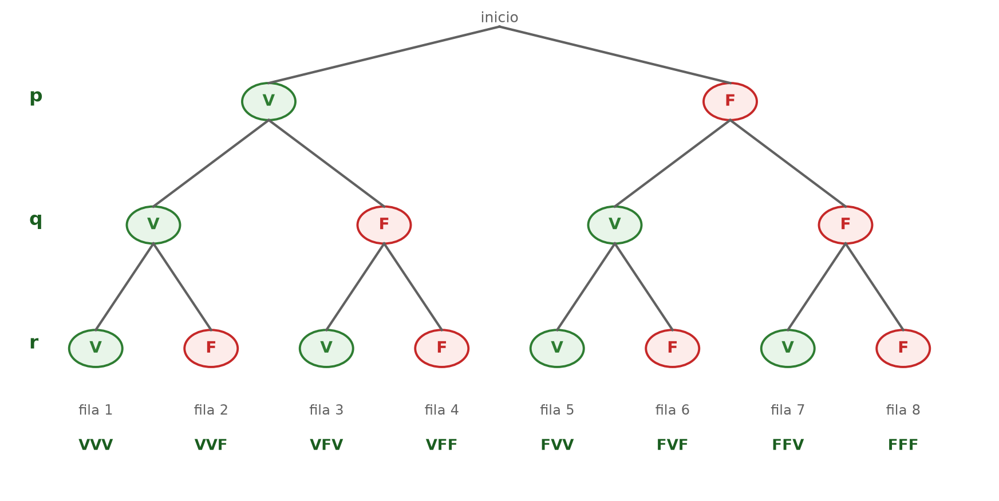 inicio
p V F
q V F V F
r V F V F V F V F
fila 1 fila 2 fila 3 fila 4 fila 5 fila 6 fila 7 fila 8
VVV VVF VFV VFF FVV FVF FFV FFF